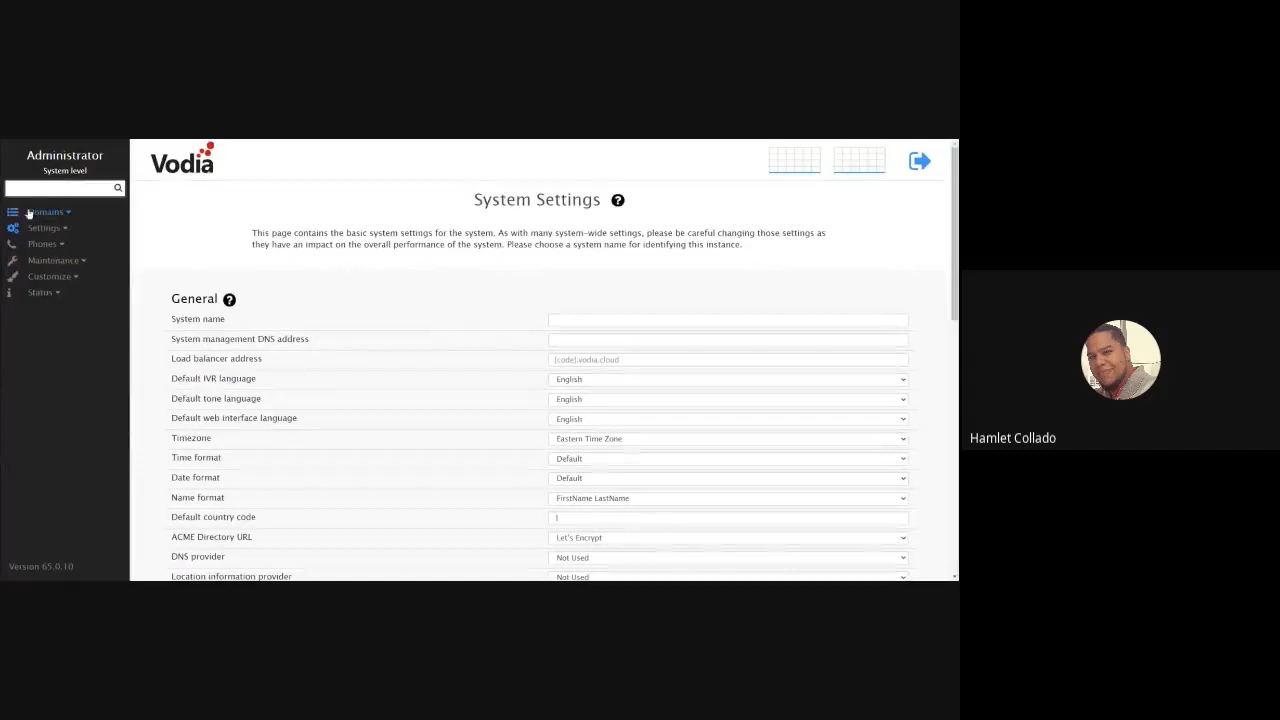 Administrator
System level
Domains
Settings
Phones
Maintenance
Customize
Status
Version 65.0.10
Vodia
System Settings ?
This page contains the basic system settings for the system. As with many system-wide settings, please be careful changing those settings as
they have an impact on the overall performance of the system. Please choose a system name for identifying this instance.
General ?
System name
System management DNS address
Load balancer address {code}.vodia.cloud
Default IVR language English
Default tone language English
Default web interface language English
Timezone Eastern Time Zone
Time format Default
Date format Default
Name format FirstName LastName
Default country code 1
ACME Directory URL Let's Encrypt
DNS provider Not Used
Location information provider Not Used
Hamlet Collado